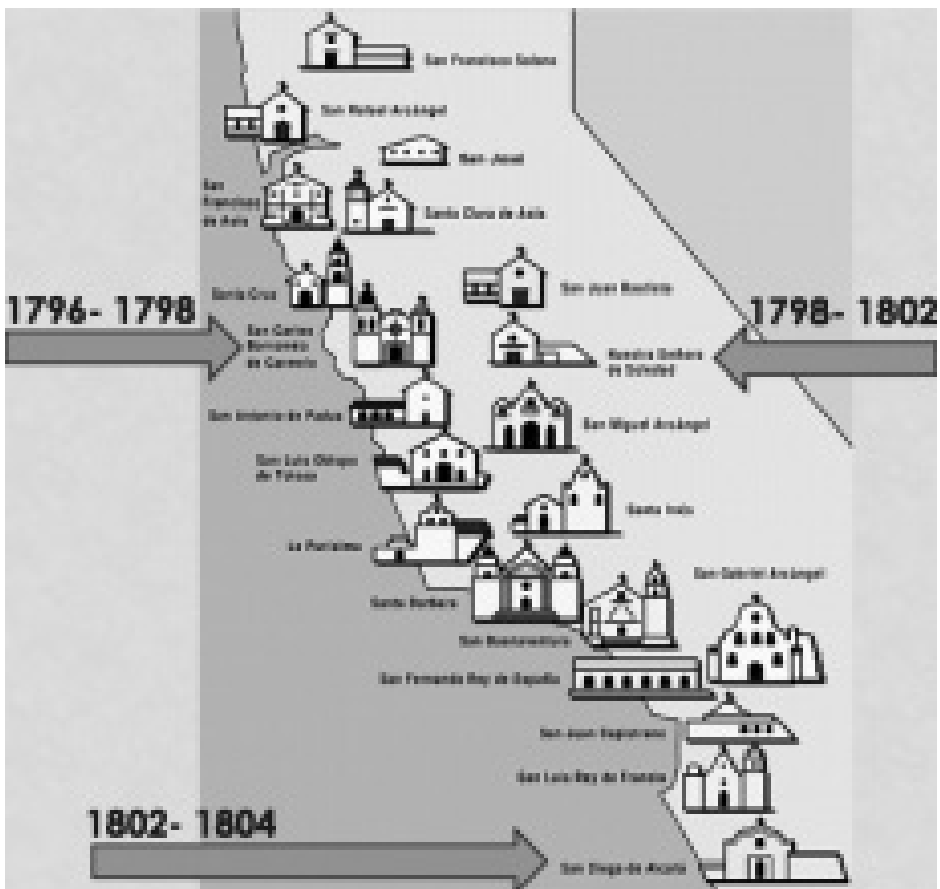 San Francisco Solano
San Rafael Arcángel
San José
San
Francisco
de Asís
Santa Clara de Asís
Santa Cruz
San Juan Bautista
1796- 1798
1798- 1802
San Carlos
Borromeo
de Carmelo
Nuestra Señora
de Soledad
San Antonio de Padua
San Miguel Arcángel
San Luis Obispo
de Tolosa
Santa Inés
La Purísima
San Gabriel Arcángel
Santa Barbara
San Buenaventura
San Fernando Rey de España
San Juan Capistrano
San Luis Rey de Francia
1802- 1804
San Diego de Alcala